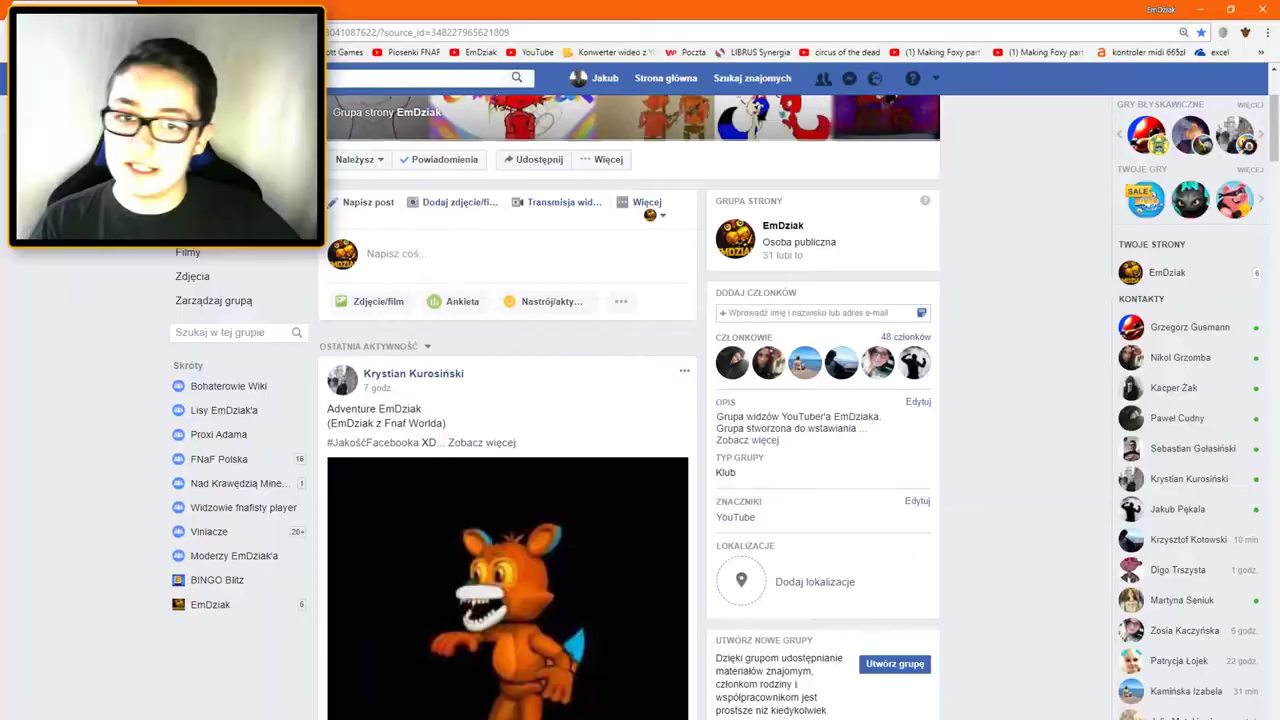 EmDziak
3041087622/?source_id=348227965621809
ott Games
Piosenki FNAF
EmDziak
YouTube
Konwerter wideo z Yo
Poczta
LIBRUS Synergia
circus of the dead
(1) Making Foxy part
(1) Making Foxy part
kontroler midi 665zł
excel
»
Jakub
Strona główna
Szukaj znajomych
Grupa strony EmDziak
Należysz
Powiadomienia
Udostępnij
Więcej
Filmy
Zdjęcia
Zarządzaj grupą
Szukaj w tej grupie
Skróty
Bohaterowie Wiki
Lisy EmDziak'a
Proxi Adama
FNaF Polska 16
Nad Krawędzią Mine... 1
Widzowie fnafisty player
Viniacze 20+
Moderzy EmDziak'a
BINGO Blitz
EmDziak 6
Napisz post
Dodaj zdjęcie/fi...
Transmisja wid...
Więcej
Napisz coś..
Zdjęcie/film
Ankieta
Nastrój/akty...
OSTATNIA AKTYWNOŚĆ
Krystian Kurosiński
7 godz.
Adventure EmDziak
(EmDziak z Fnaf Worlda)
#JakośćFacebooka XD... Zobacz więcej
GRUPA STRONY
EmDziak
Osoba publiczna
31 lubi to
DODAJ CZŁONKÓW
+ Wprowadź imię i nazwisko lub adres e-mail
CZŁONKOWIE 48 członków
OPIS Edytuj
Grupa widzów YouTuber'a EmDziaka.
Grupa stworzona do wstawiania ...
Zobacz więcej
TYP GRUPY
Klub
ZNACZNIKI Edytuj
YouTube
LOKALIZACJE
Dodaj lokalizacje
UTWÓRZ NOWE GRUPY
Dzięki grupom udostępnianie
materiałów znajomym,
członkom rodziny i
współpracownikom jest
prostsze niż kiedykolwiek.
Utwórz grupę
GRY BŁYSKAWICZNE WIĘCEJ
TWOJE GRY WIĘCEJ
SALE
TWOJE STRONY
EmDziak 6
KONTAKTY
Grzegorz Gusmann
Nikol Grzomba
Kacper Żak
Paweł Cudny
Sebastian Gołasiński
Krystian Kurosiński
Jakub Pękala
Krzysztof Kotowski 10 min
Digo Trszysta 1 godz.
Martyna Seniuk
Zosia Kaczyńska 6 godz.
Patrycja Łojek 22 godz.
Kamińska Izabela 31 min